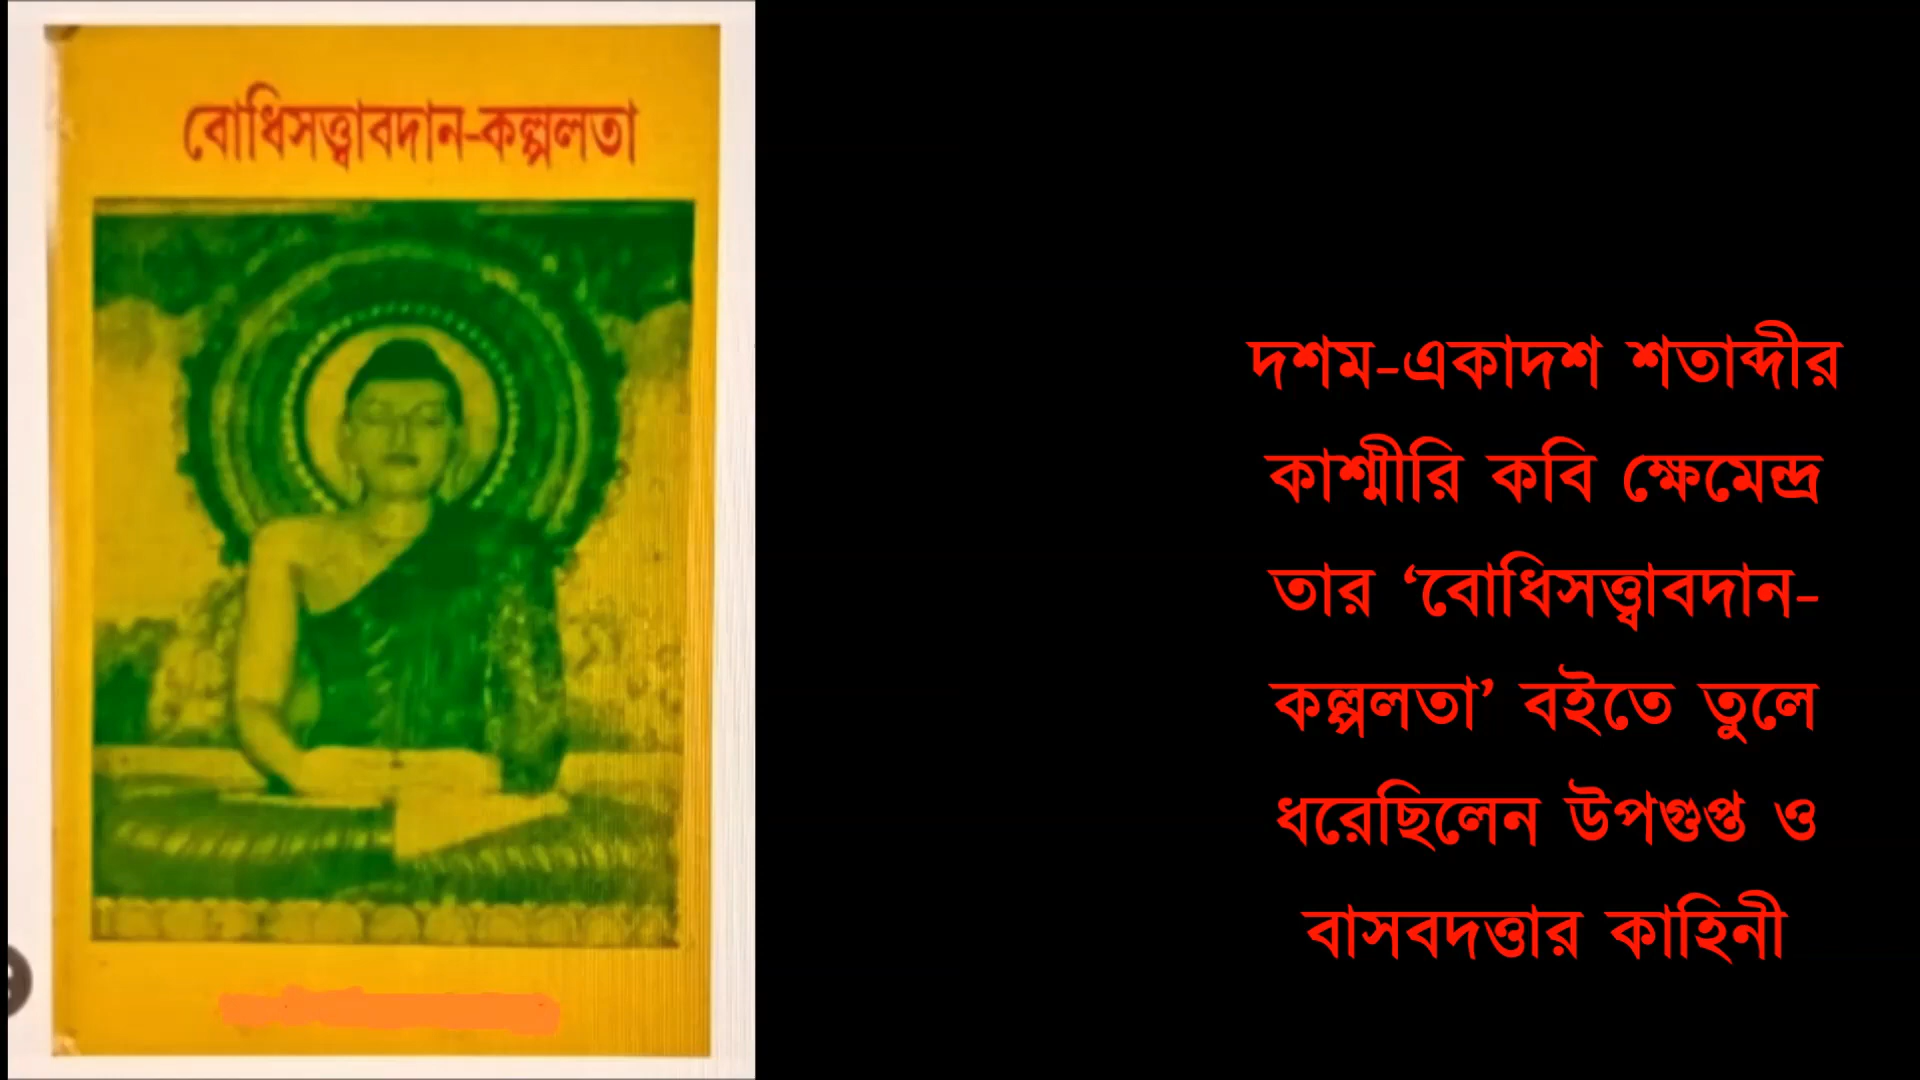 বোধিসত্ত্বাবদান-কল্পলতা
দশম-একাদশ শতাব্দীর
কাশ্মীরি কবি ক্ষেমেন্দ্র
তার ‘বোধিসত্ত্বাবদান-
কল্পলতা’ বইতে তুলে
ধরেছিলেন উপগুপ্ত ও
বাসবদত্তার কাহিনী